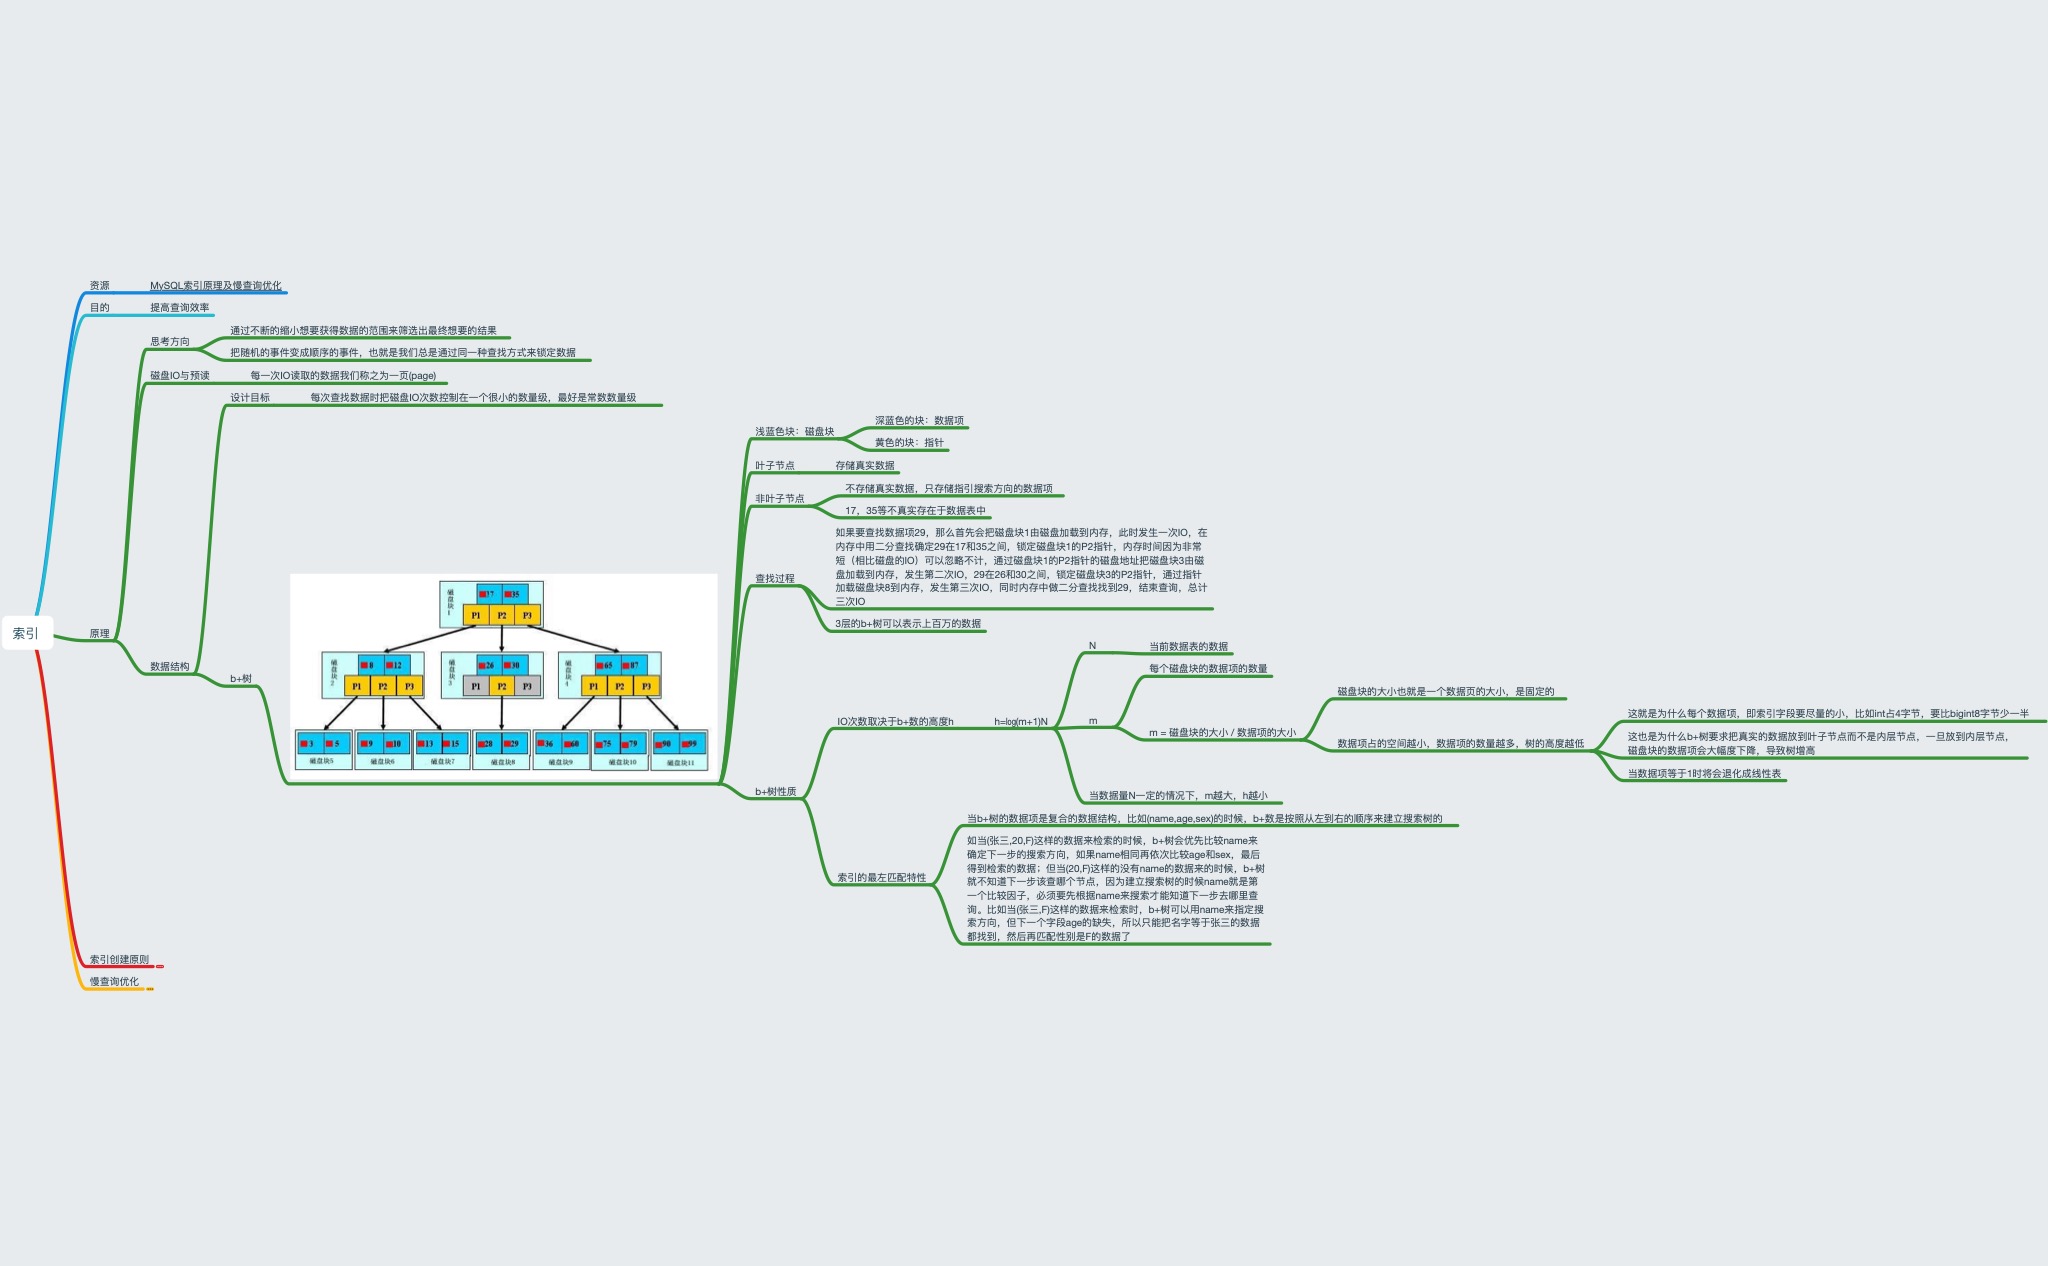 索引
资源
MySQL索引原理及慢查询优化
目的
提高查询效率
原理
思考方向
通过不断的缩小想要获得数据的范围来筛选出最终想要的结果
把随机的事件变成顺序的事件，也就是我们总是通过同一种查找方式来锁定数据
磁盘IO与预读
每一次IO读取的数据我们称之为一页(page)
数据结构
设计目标
每次查找数据时把磁盘IO次数控制在一个很小的数量级，最好是常数数量级
b+树
磁盘块1
17 35
P1 P2 P3
磁盘块2
8 12
P1 P2 P3
磁盘块3
26 30
P1 P2 P3
磁盘块4
65 87
P1 P2 P3
3 5
磁盘块5
9 10
磁盘块6
13 15
磁盘块7
28 29
磁盘块8
36 60
磁盘块9
75 79
磁盘块10
90 99
磁盘块11
浅蓝色块：磁盘块
深蓝色的块：数据项
黄色的块：指针
叶子节点
存储真实数据
非叶子节点
不存储真实数据，只存储指引搜索方向的数据项
17，35等不真实存在于数据表中
查找过程
如果要查找数据项29，那么首先会把磁盘块1由磁盘加载到内存，此时发生一次IO，在
内存中用二分查找确定29在17和35之间，锁定磁盘块1的P2指针，内存时间因为非常
短（相比磁盘的IO）可以忽略不计，通过磁盘块1的P2指针的磁盘地址把磁盘块3由磁
盘加载到内存，发生第二次IO，29在26和30之间，锁定磁盘块3的P2指针，通过指针
加载磁盘块8到内存，发生第三次IO，同时内存中做二分查找找到29，结束查询，总计
三次IO
3层的b+树可以表示上百万的数据
b+树性质
IO次数取决于b+数的高度h
h=log(m+1)N
N
当前数据表的数据
m
每个磁盘块的数据项的数量
m = 磁盘块的大小 / 数据项的大小
磁盘块的大小也就是一个数据页的大小，是固定的
数据项占的空间越小，数据项的数量越多，树的高度越低
这就是为什么每个数据项，即索引字段要尽量的小，比如int占4字节，要比bigint8字节少一半
这也是为什么b+树要求把真实的数据放到叶子节点而不是内层节点，一旦放到内层节点，
磁盘块的数据项会大幅度下降，导致树增高
当数据项等于1时将会退化成线性表
当数据量N一定的情况下，m越大，h越小
索引的最左匹配特性
当b+树的数据项是复合的数据结构，比如(name,age,sex)的时候，b+数是按照从左到右的顺序来建立搜索树的
如当(张三,20,F)这样的数据来检索的时候，b+树会优先比较name来
确定下一步的搜索方向，如果name相同再依次比较age和sex，最后
得到检索的数据；但当(20,F)这样的没有name的数据来的时候，b+树
就不知道下一步该查哪个节点，因为建立搜索树的时候name就是第
一个比较因子，必须要先根据name来搜索才能知道下一步去哪里查
询。比如当(张三,F)这样的数据来检索时，b+树可以用name来指定搜
索方向，但下一个字段age的缺失，所以只能把名字等于张三的数据
都找到，然后再匹配性别是F的数据了
索引创建原则
慢查询优化